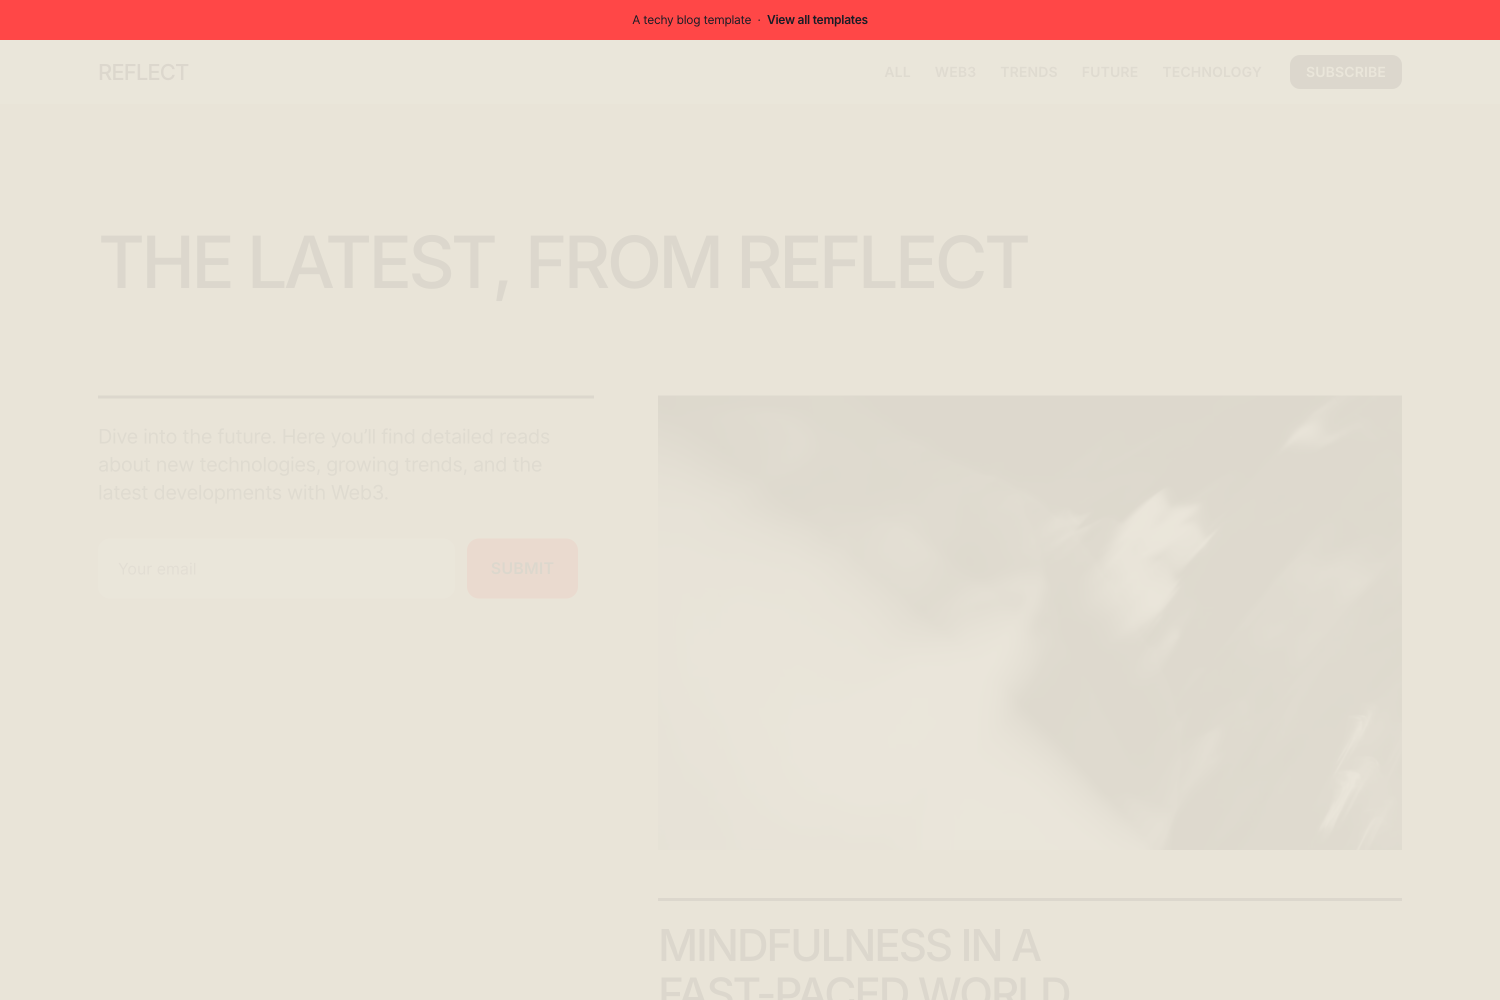 A techy blog template · View all templates
REFLECT
ALL WEB3 TRENDS FUTURE TECHNOLOGY SUBSCRIBE
THE LATEST, FROM REFLECT
Dive into the future. Here you'll find detailed reads
about new technologies, growing trends, and the
latest developments with Web3.
Your email SUBMIT
MINDFULNESS IN A
FAST-PACED WORLD